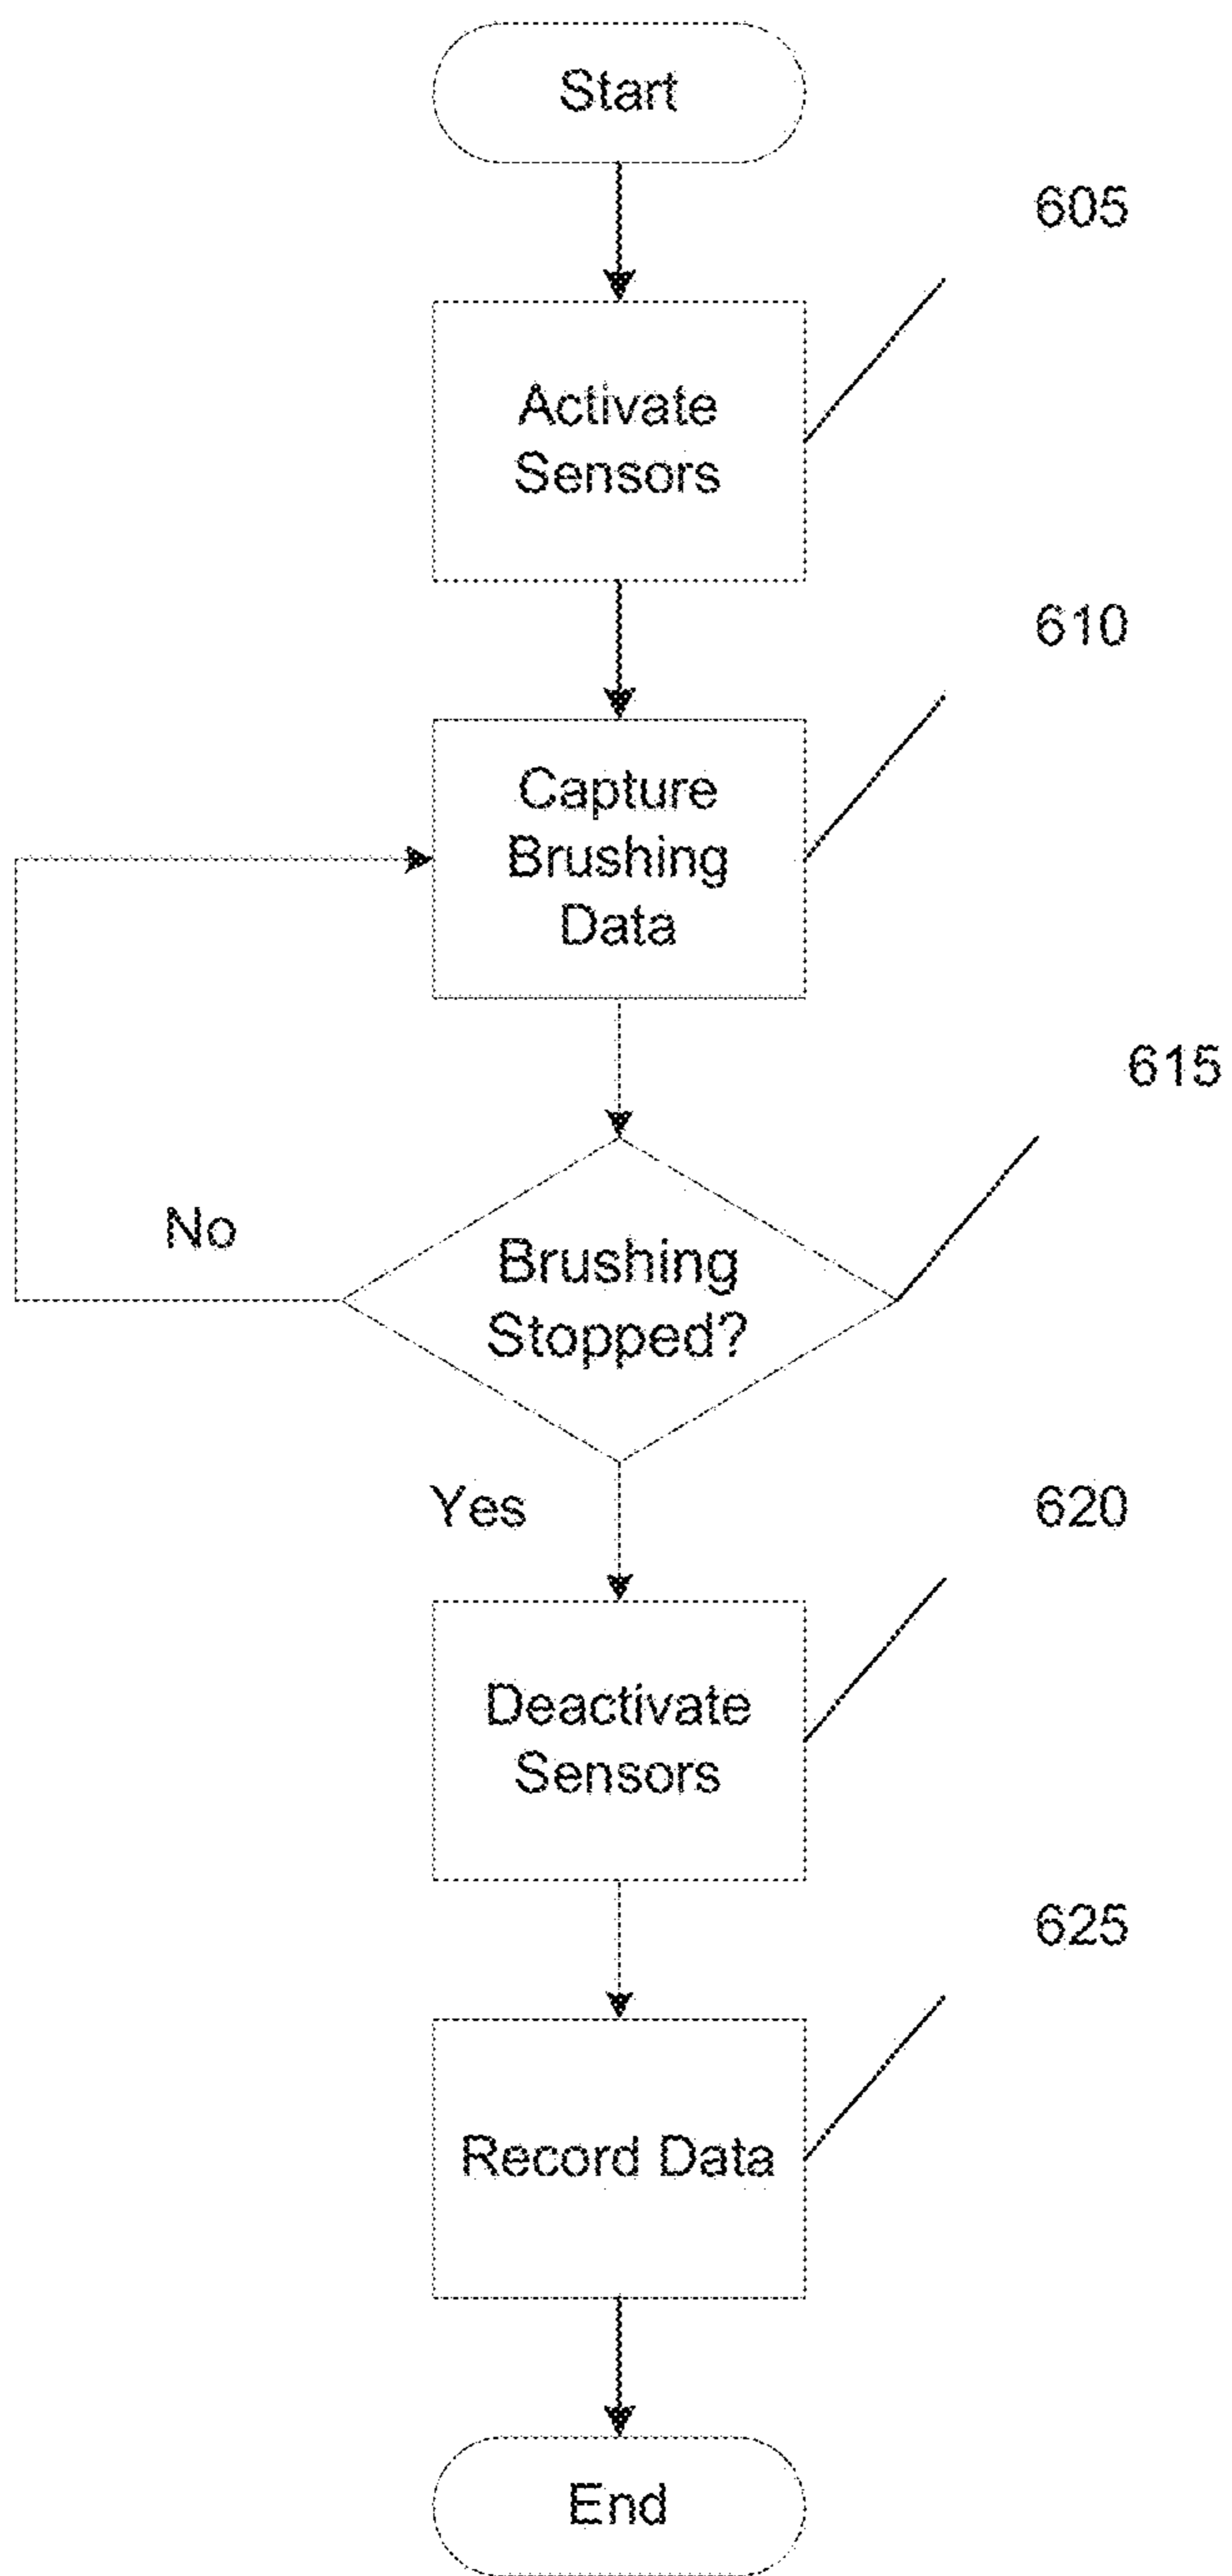 Start
605
Activate
Sensors
610
Capture
Brushing
Data
615
No
Brushing
Stopped?
Yes
620
Deactivate
Sensors
625
Record Data
End